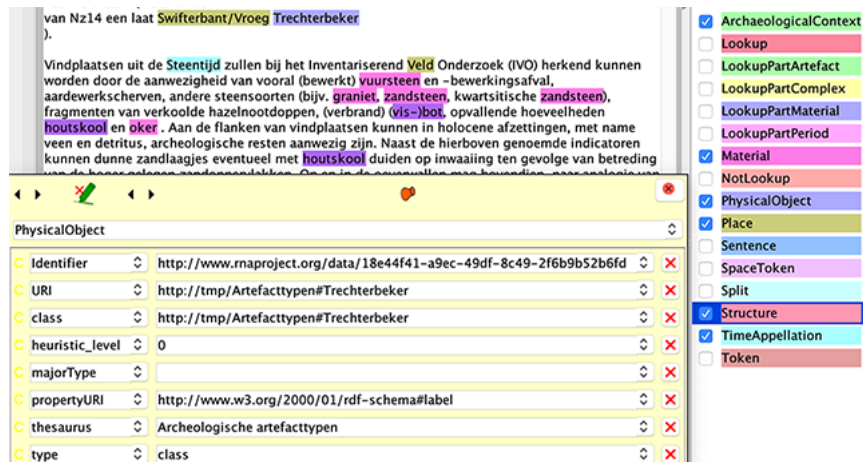 van Nz14 een laat Swifterbant/Vroeg Trechterbeker
).
Vindplaatsen uit de Steentijd zullen bij het Inventariserend Veld Onderzoek (IVO) herkend kunnen
worden door de aanwezigheid van vooral (bewerkt) vuursteen en -bewerkingsafval,
aardewerkscherven, andere steensoorten (bijv. graniet, zandsteen, kwartsitische zandsteen),
fragmenten van verkoolde hazelnootdoppen, (verbrand) (vis-)bot, opvallende hoeveelheden
houtskool en oker . Aan de flanken van vindplaatsen kunnen in holocene afzettingen, met name
veen en detritus, archeologische resten aanwezig zijn. Naast de hierboven genoemde indicatoren
kunnen dunne zandlaagjes eventueel met houtskool duiden op inwaaiing ten gevolge van betreding
PhysicalObject
C Identifier http://www.rnaproject.org/data/18e44f41-a9ec-49df-8c49-2f6b9b52b6fd
C URI http://tmp/Artefacttypen#Trechterbeker
C class http://tmp/Artefacttypen#Trechterbeker
C heuristic_level 0
C majorType
C propertyURI http://www.w3.org/2000/01/rdf-schema#label
C thesaurus Archeologische artefacttypen
C type class
ArchaeologicalContext
Lookup
LookupPartArtefact
LookupPartComplex
LookupPartMaterial
LookupPartPeriod
Material
NotLookup
PhysicalObject
Place
Sentence
SpaceToken
Split
Structure
TimeAppellation
Token